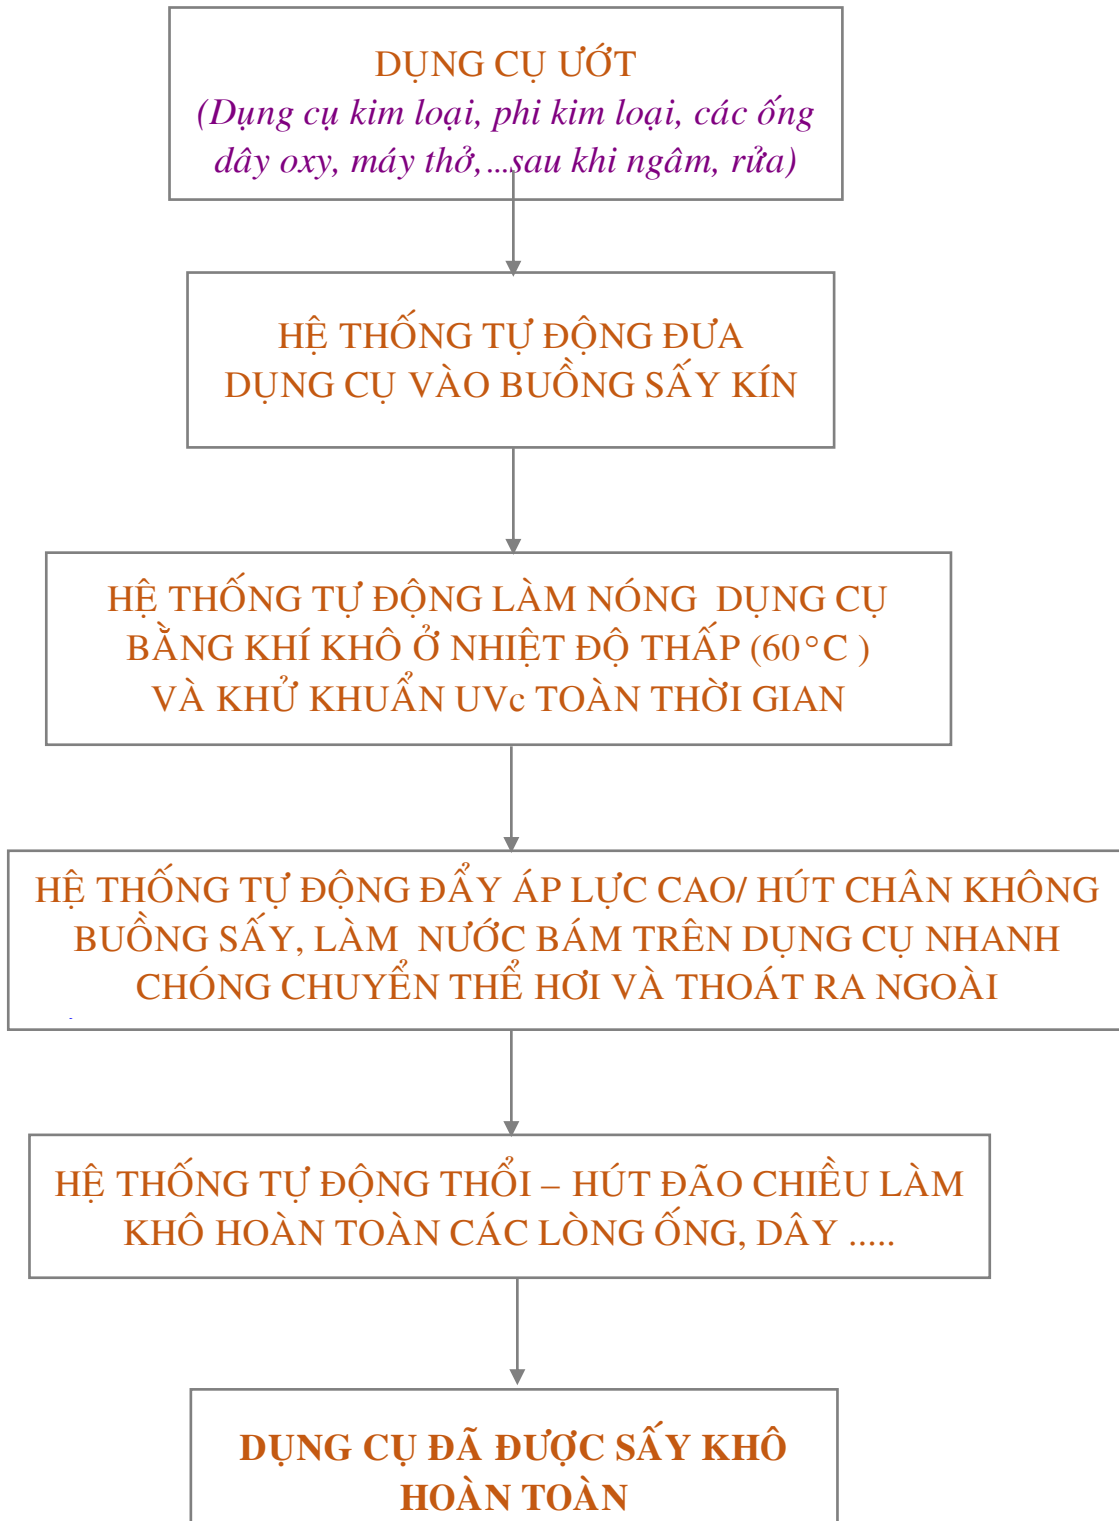 DỤNG CỤ ƯỚT
(Dụng cụ kim loại, phi kim loại, các ống
dây oxy, máy thở,...sau khi ngâm, rửa)
HỆ THỐNG TỰ ĐỘNG ĐƯA
DỤNG CỤ VÀO BUỒNG SẤY KÍN
HỆ THỐNG TỰ ĐỘNG LÀM NÓNG DỤNG CỤ
BẰNG KHÍ KHÔ Ở NHIỆT ĐỘ THẤP (60°C )
VÀ KHỬ KHUẨN UVc TOÀN THỜI GIAN
HỆ THỐNG TỰ ĐỘNG ĐẨY ÁP LỰC CAO/ HÚT CHÂN KHÔNG
BUỒNG SẤY, LÀM NƯỚC BÁM TRÊN DỤNG CỤ NHANH
CHÓNG CHUYỂN THỂ HƠI VÀ THOÁT RA NGOÀI
HỆ THỐNG TỰ ĐỘNG THỔI – HÚT ĐÃO CHIỀU LÀM
KHÔ HOÀN TOÀN CÁC LÒNG ỐNG, DÂY .....
DỤNG CỤ ĐÃ ĐƯỢC SẤY KHÔ
HOÀN TOÀN